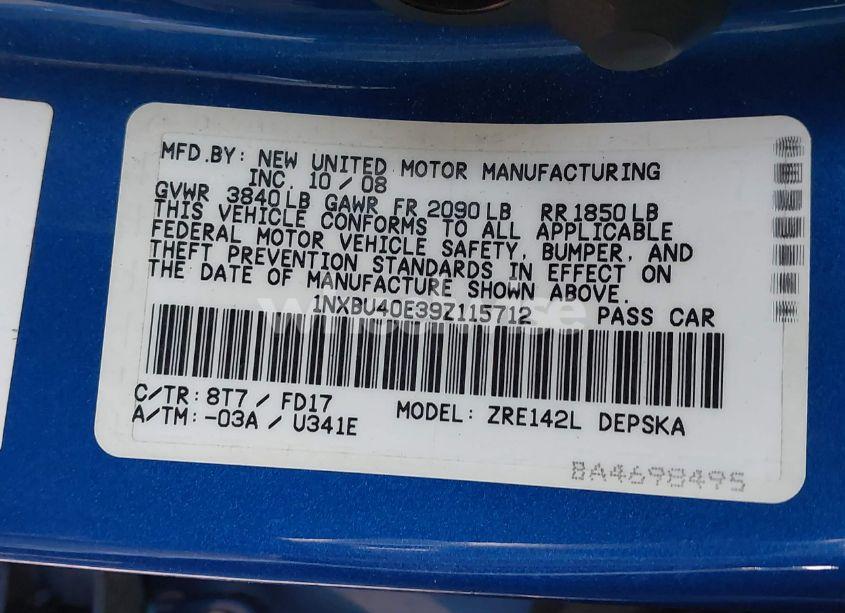 MFD.BY: NEW UNITED MOTOR MANUFACTURING
INC. 10 / 08
GVWR 3840 LB GAWR FR 2090 LB RR 1850 LB
THIS VEHICLE CONFORMS TO ALL APPLICABLE
FEDERAL MOTOR VEHICLE SAFETY, BUMPER, AND
THEFT PREVENTION STANDARDS IN EFFECT ON
THE DATE OF MANUFACTURE SHOWN ABOVE.
1NXBU40E39Z115712 PASS CAR
C/TR: 8T7 / FD17
A/TM: -03A / U341E MODEL: ZRE142L DEPSKA
BA4698495